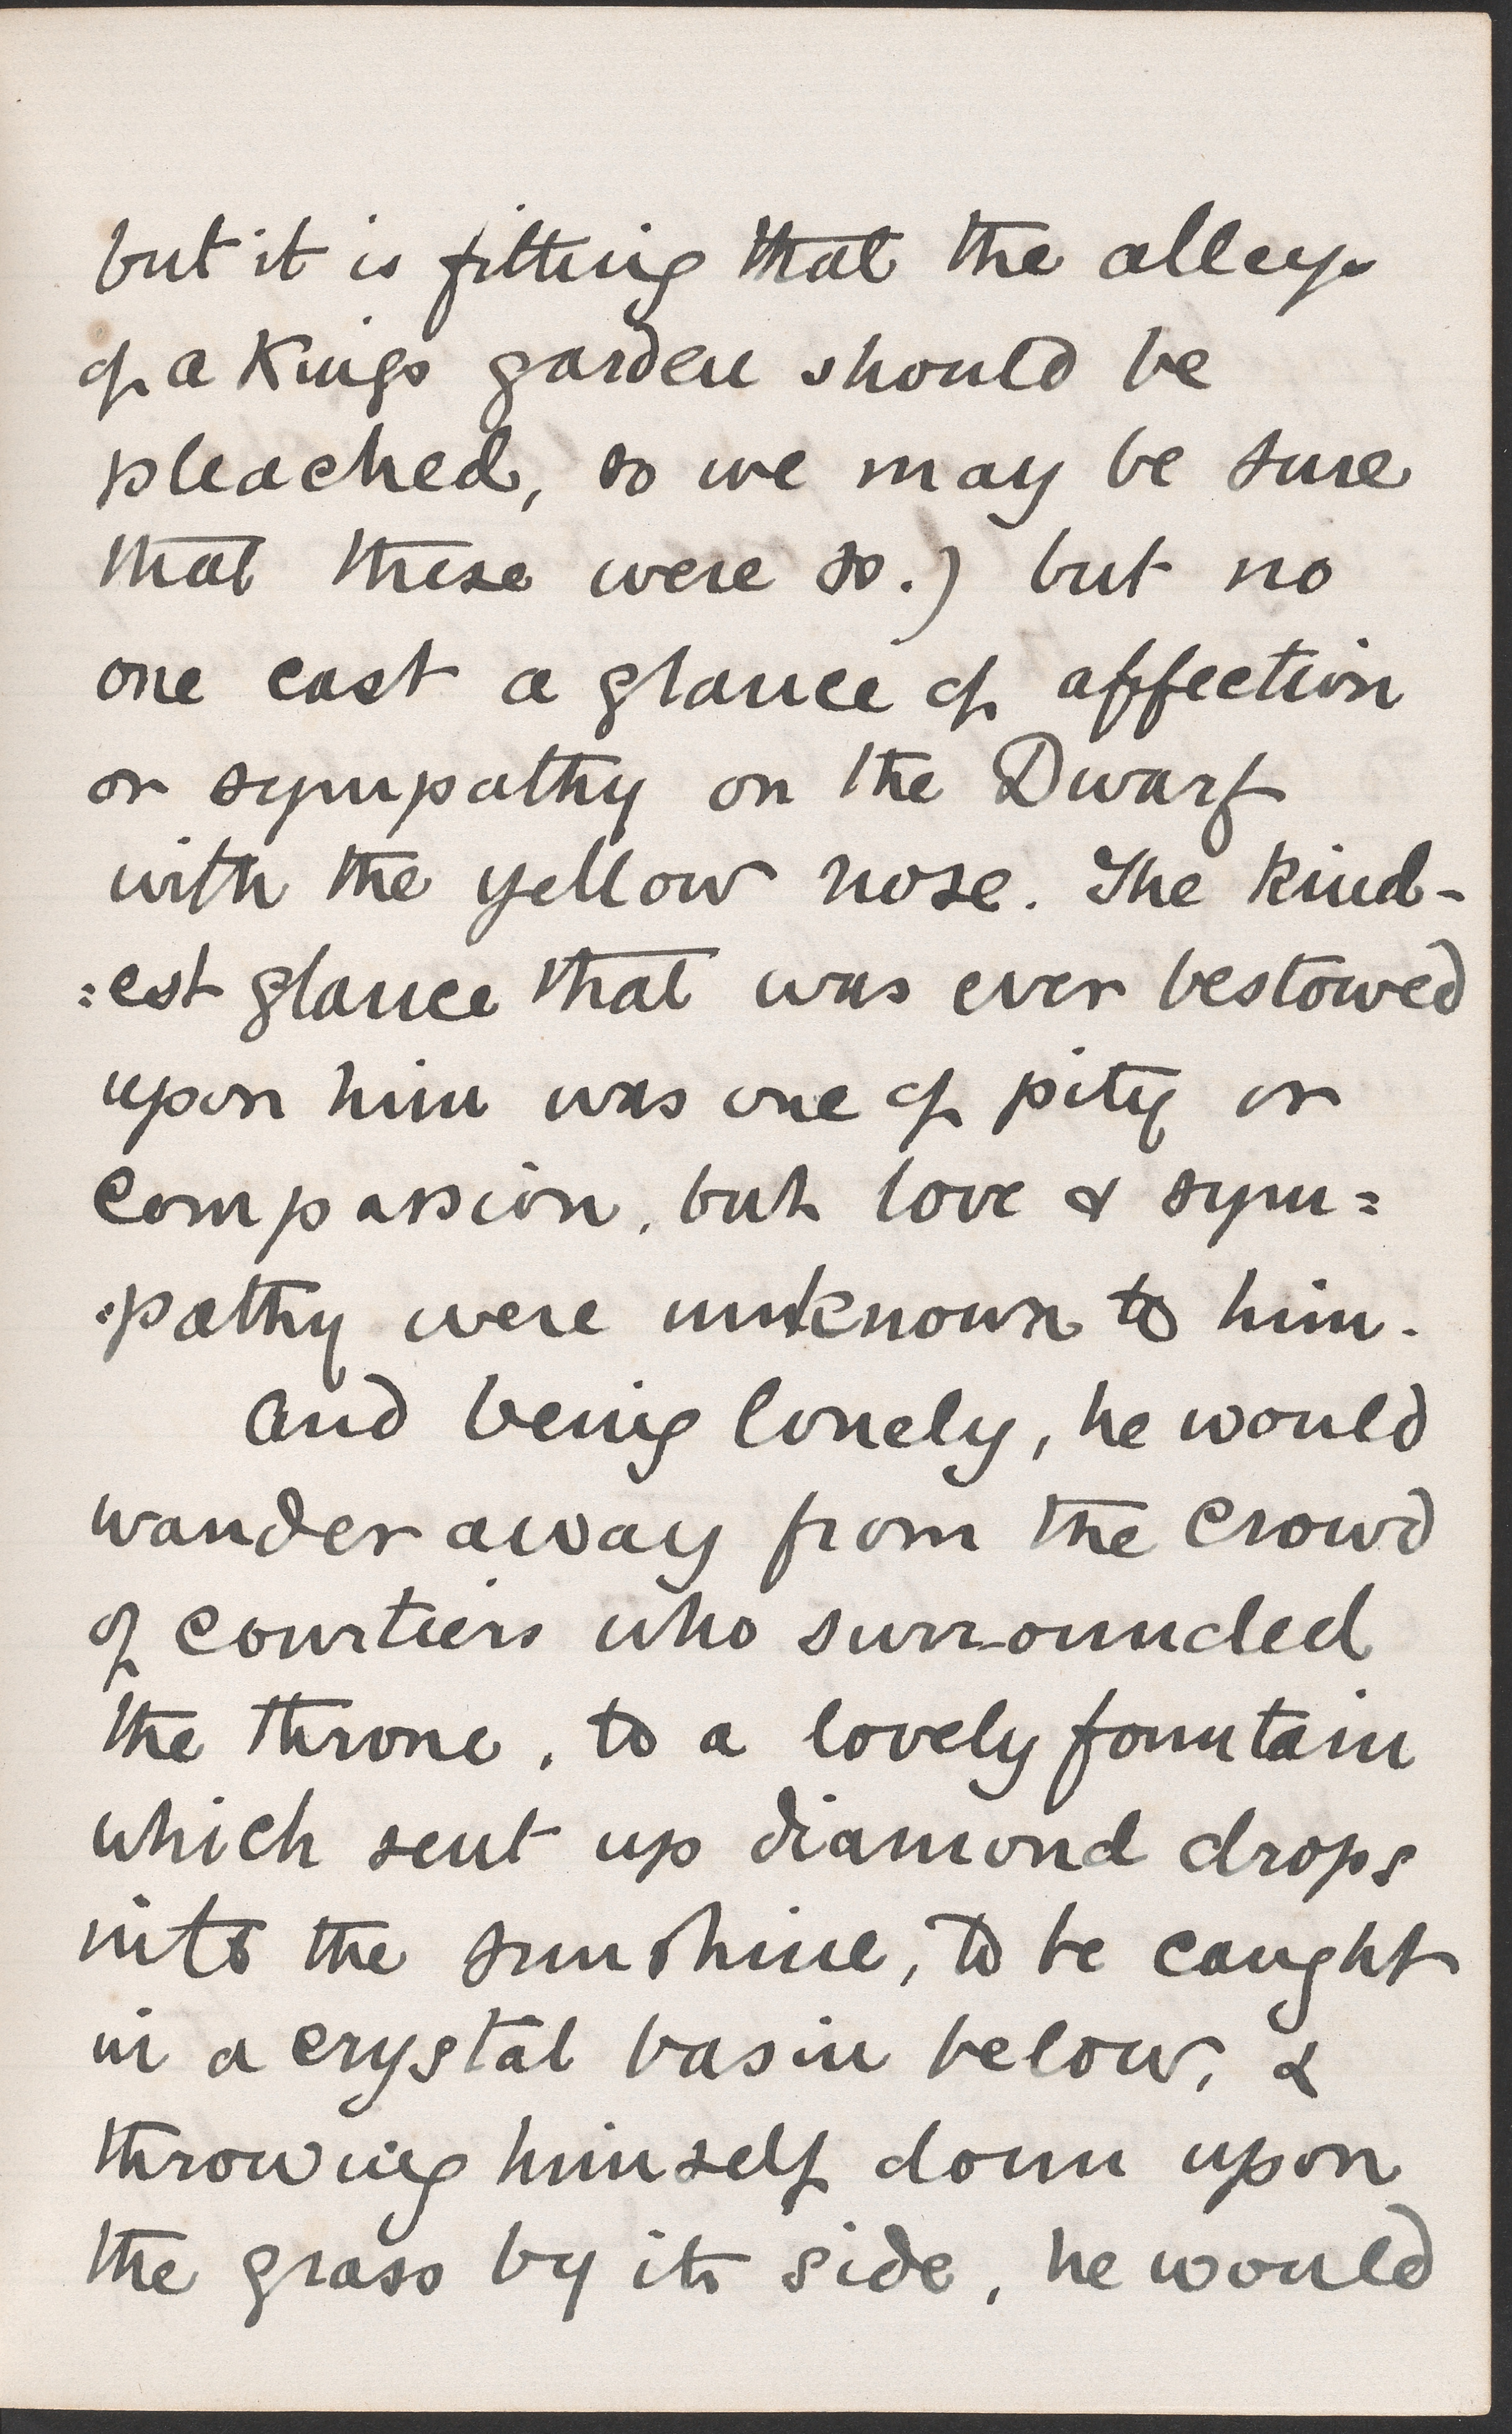 but it is fitting that the alleys
of a Kings garden should be
pleached, so we may be sure
that these were so.) but no
one cast a glance of affection
or sympathy on the Dwarf
with the yellow nose. The kind-
:est glance that was ever bestowed
upon him was one of pity or
compassion, but love & sym=
:pathy were unknown to him.
And being lonely, he would
wander away from the crowd
of courtiers who surrounded
the throne, to a lovely fountain
which sent up diamond drops
into the sunshine, to be caught
in a crystal basin below, &
throwing himself down upon
the grass by its side, he would